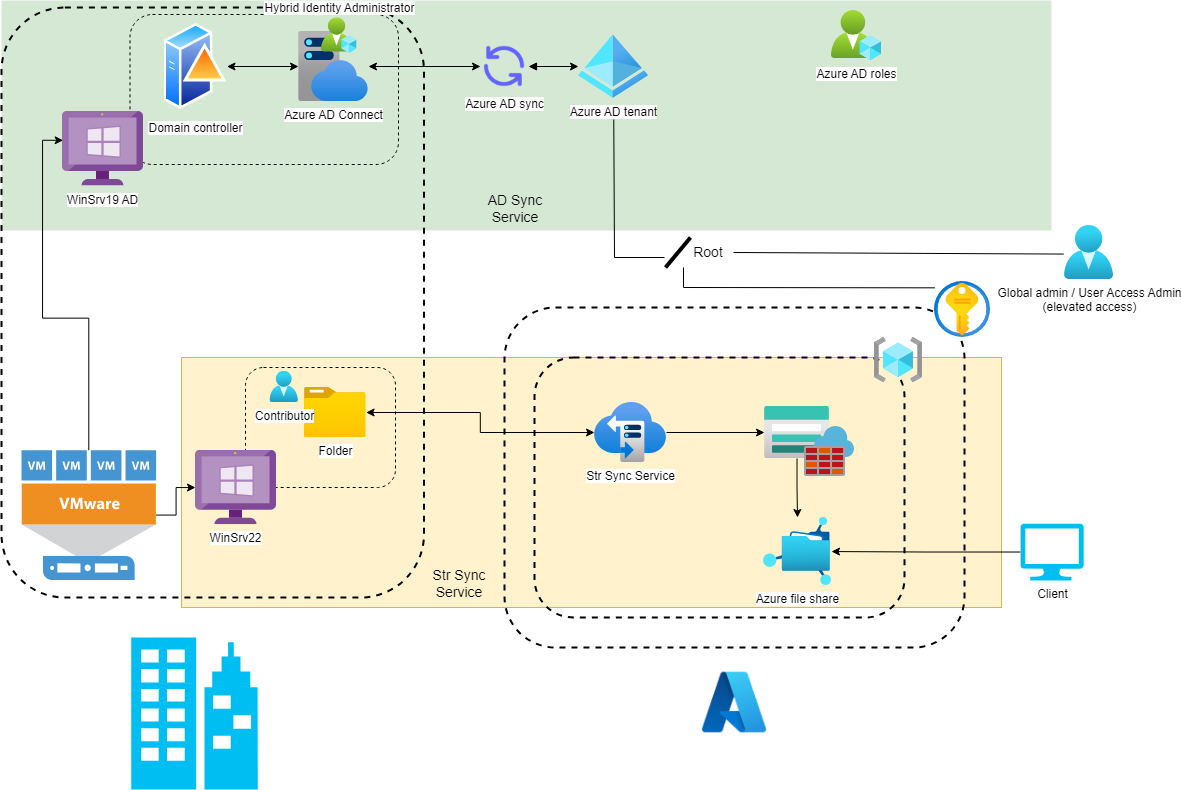 Hybrid Identity Administrator
Domain controller
Azure AD Connect
Azure AD sync
Azure AD tenant
Azure AD roles
WinSrv19 AD
AD Sync
Service
Root
Global admin / User Access Admin
(elevated access)
Contributor
Folder
VM VM VM VM
VMware
WinSrv22
Str Sync Service
Str Sync
Service
Azure file share
Client